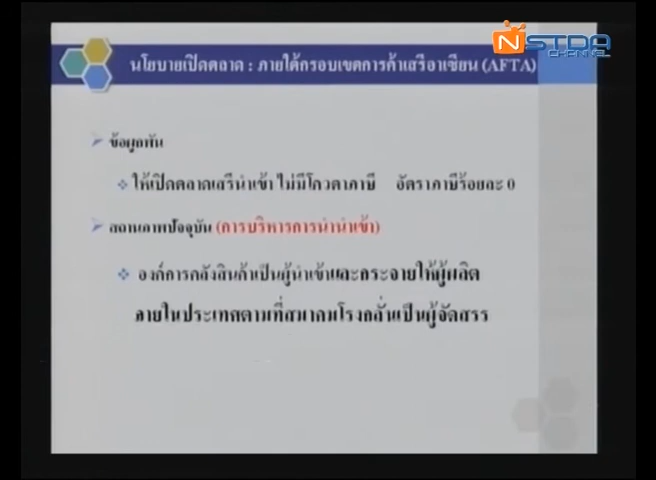 NSTDA
CHANNEL
นโยบายเปิดตลาด : ภายใต้กรอบเขตการค้าเสรีอาเซียน (AFTA)
ข้อผูกพัน
ให้เปิดตลาดเสรีนำเข้า ไม่มีโควตาภาษี อัตราภาษีร้อยละ 0
สถานภาพปัจจุบัน (การบริหารการนำนำเข้า)
องค์การคลังสินค้าเป็นผู้นำเข้าและกระจายให้ผู้ผลิต
ภายในประเทศตามที่สมาคมโรงกลั่นเป็นผู้จัดสรร